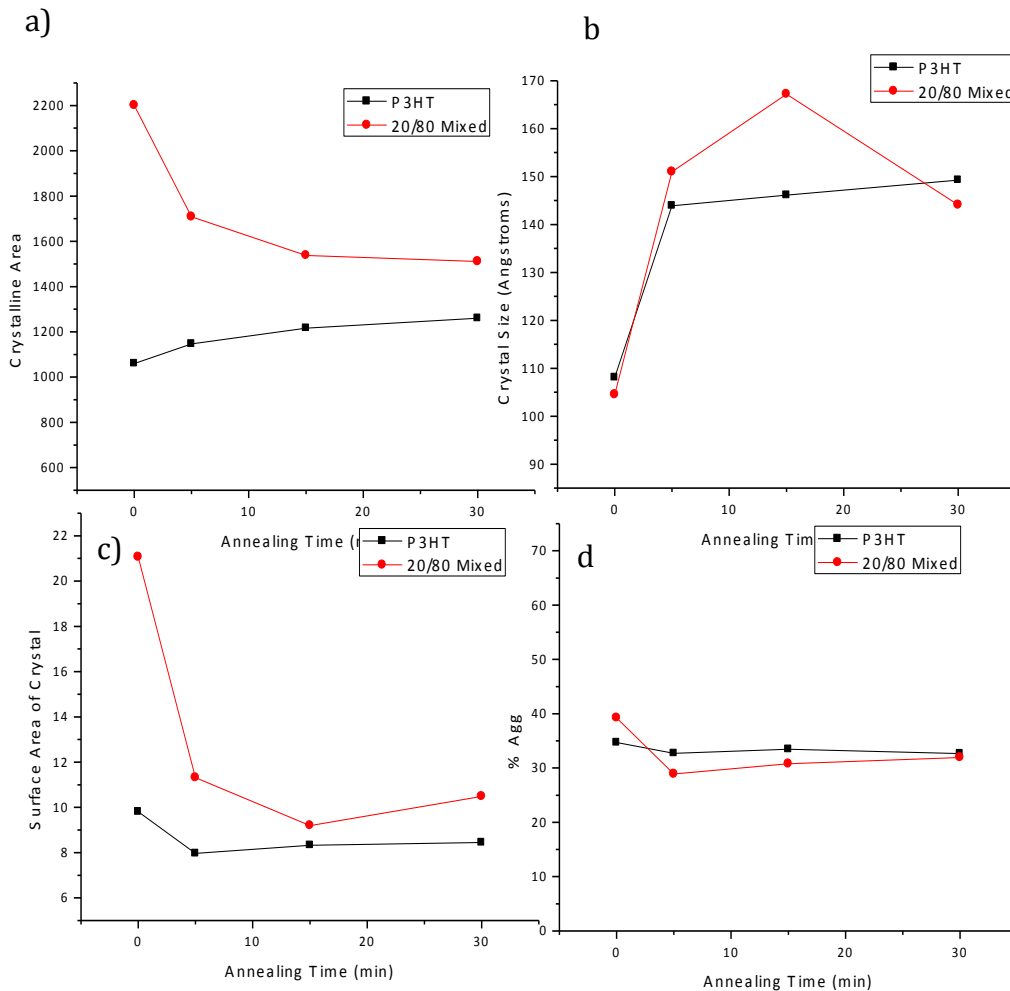 a)
P3HT
20/80 Mixed
2200
2000
1800
1600
1400
1200
1000
800
600
Crystalline Area
0
10
20
30
Annealing Time (
b
P3HT
20/80 Mixed
170
160
150
140
130
120
110
100
90
Crystal Size (Angstroms)
0
10
20
30
Annealing
c)
P3HT
20/80 Mixed
22
20
18
16
14
12
10
8
6
Surface Area of Crystal
0
10
20
30
Annealing Time (min)
d
P3HT
20/80 Mixed
70
60
50
40
30
20
10
0
% Agg
0
10
20
30
Annealing Time (min)